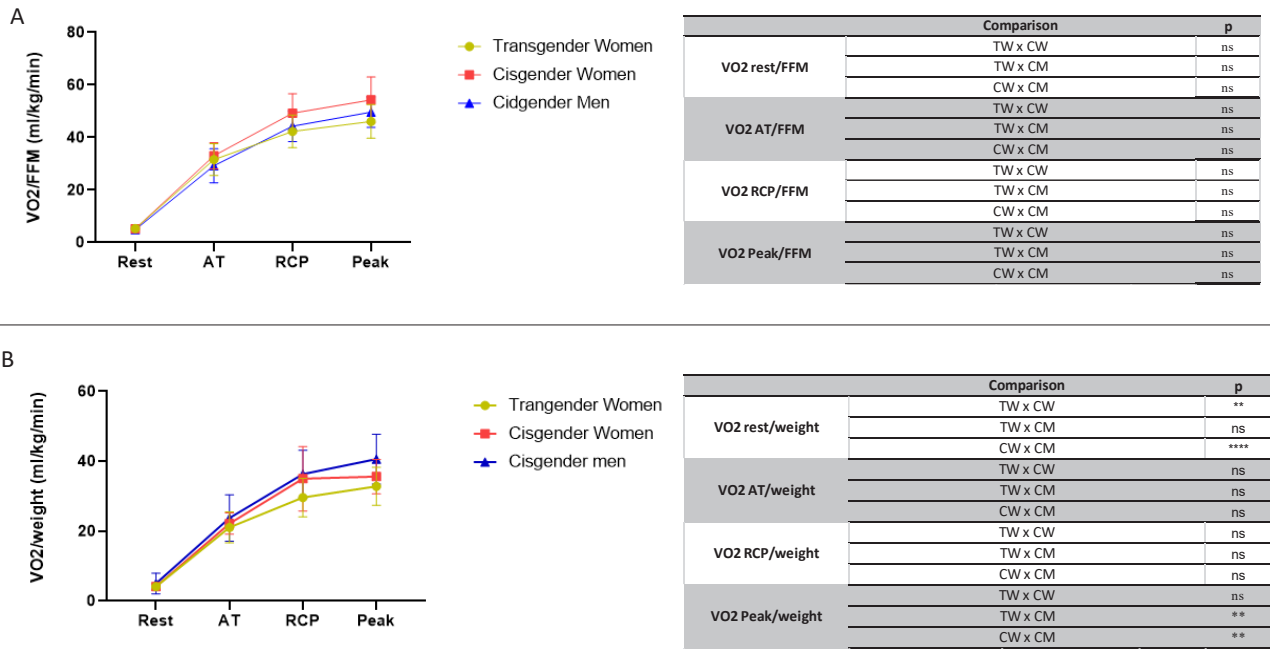 A
80
60
40
20
0
VO2/FFM (ml/kg/min)
Rest AT RCP Peak
Transgender Women
Cisgender Women
Cidgender Men
Comparison p
VO2 rest/FFM
TW x CW ns
TW x CM ns
CW x CM ns
VO2 AT/FFM
TW x CW ns
TW x CM ns
CW x CM ns
VO2 RCP/FFM
TW x CW ns
TW x CM ns
CW x CM ns
VO2 Peak/FFM
TW x CW ns
TW x CM ns
CW x CM ns
B
60
40
20
0
VO2/weight (ml/kg/min)
Rest AT RCP Peak
Trangender Women
Cisgender Women
Cisgender men
Comparison p
VO2 rest/weight
TW x CW **
TW x CM ns
CW x CM ****
VO2 AT/weight
TW x CW ns
TW x CM ns
CW x CM ns
VO2 RCP/weight
TW x CW ns
TW x CM ns
CW x CM ns
VO2 Peak/weight
TW x CW ns
TW x CM **
CW x CM **